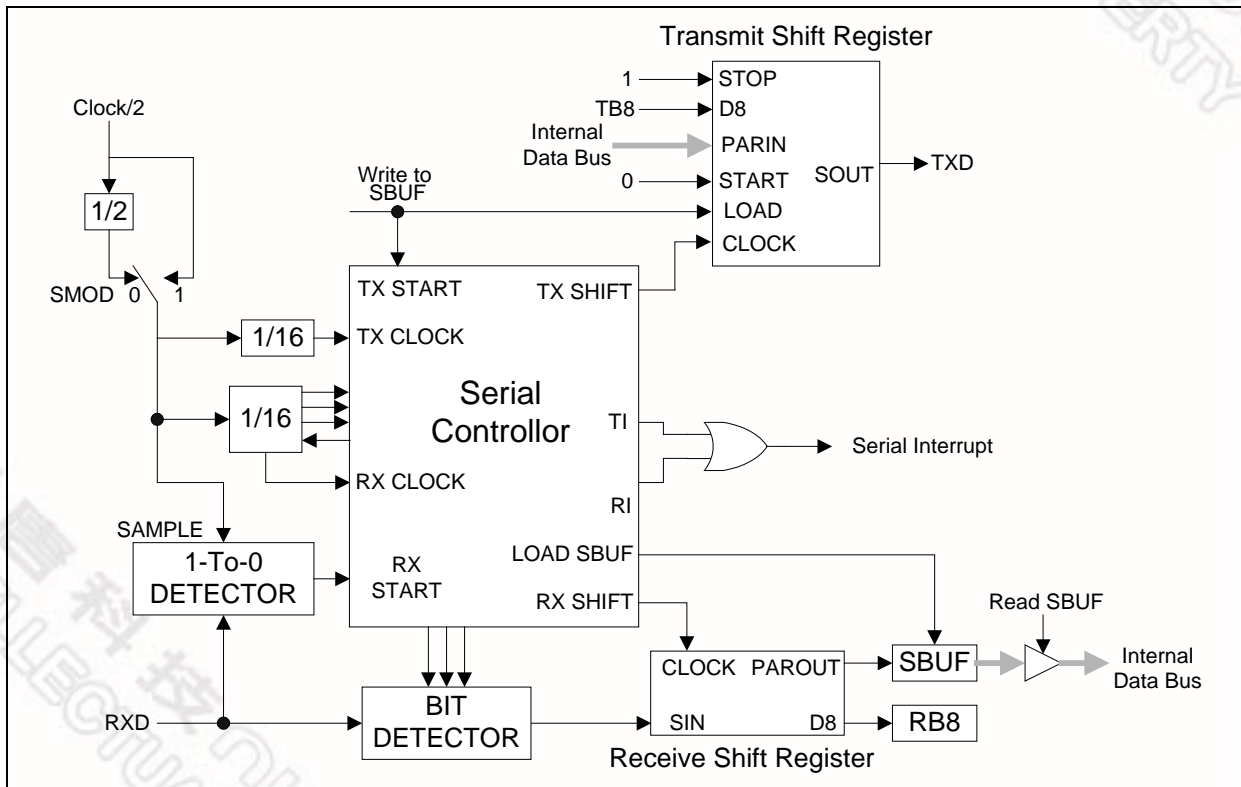 Transmit Shift Register
1
STOP
TB8
D8
Internal
Data Bus
PARIN
0
START
SOUT
TXD
LOAD
CLOCK
Clock/2
1/2
SMOD
0
1
Write to
SBUF
TX START
TX SHIFT
1/16
TX CLOCK
1/16
Serial
Controllor
TI
Serial Interrupt
RX CLOCK
RI
SAMPLE
1-To-0
DETECTOR
RX
START
LOAD SBUF
RX SHIFT
Read SBUF
CLOCK
PAROUT
SBUF
Internal
Data Bus
RXD
BIT
DETECTOR
SIN
D8
RB8
Receive Shift Register
科技